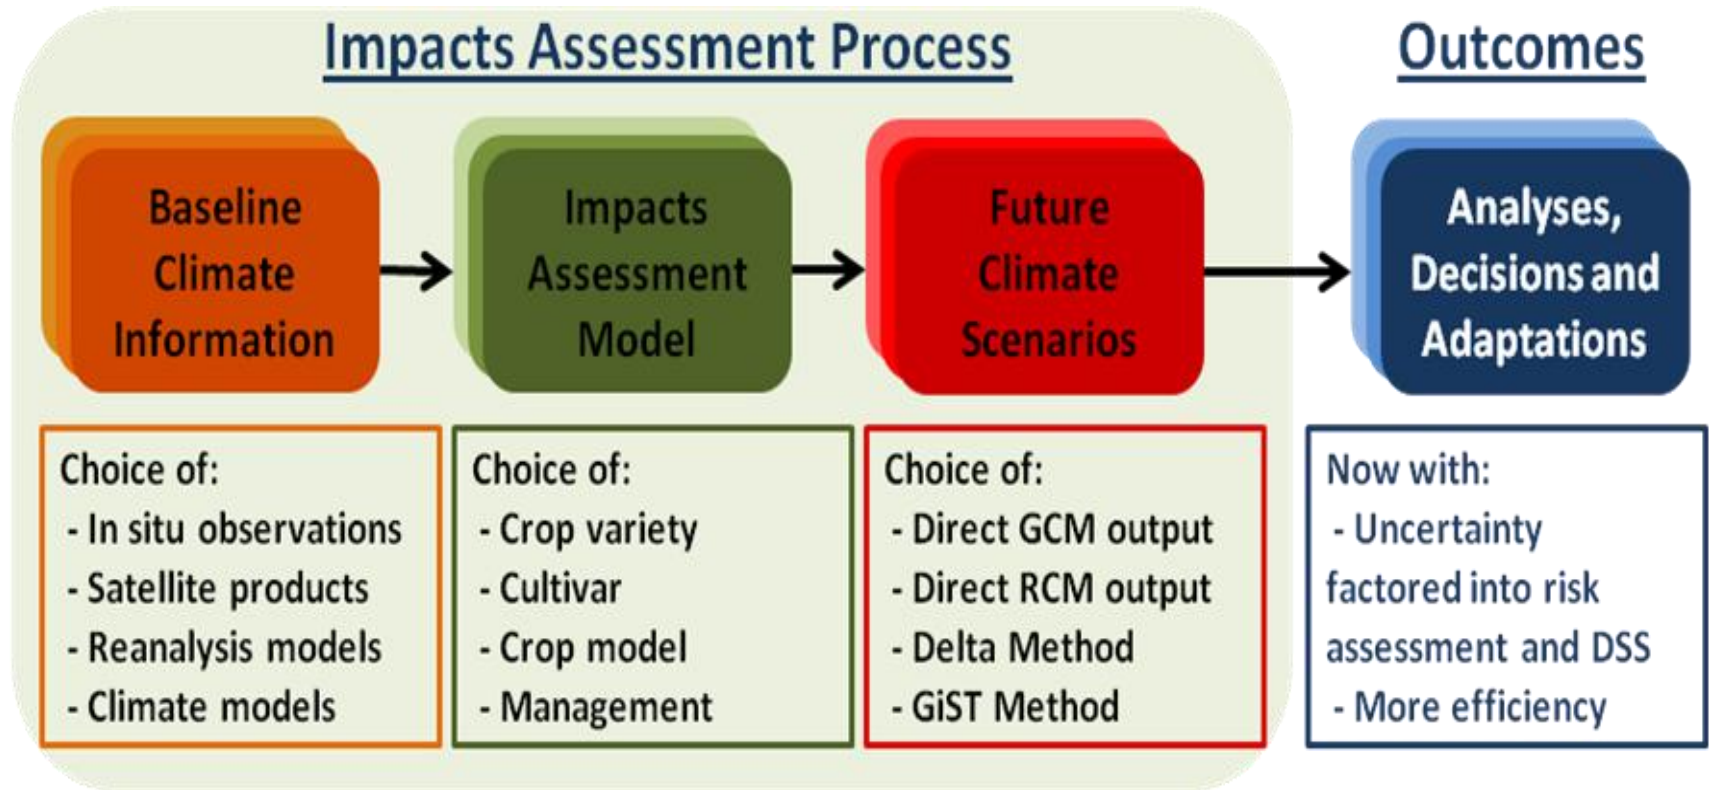 Impacts Assessment Process
Outcomes
Baseline
Climate
Information
Impacts
Assessment
Model
Future
Climate
Scenarios
Analyses,
Decisions and
Adaptations
Choice of:
- In situ observations
- Satellite products
- Reanalysis models
- Climate models
Choice of:
- Crop variety
- Cultivar
- Crop model
- Management
Choice of:
- Direct GCM output
- Direct RCM output
- Delta Method
- GiST Method
Now with:
- Uncertainty
factored into risk
assessment and DSS
- More efficiency